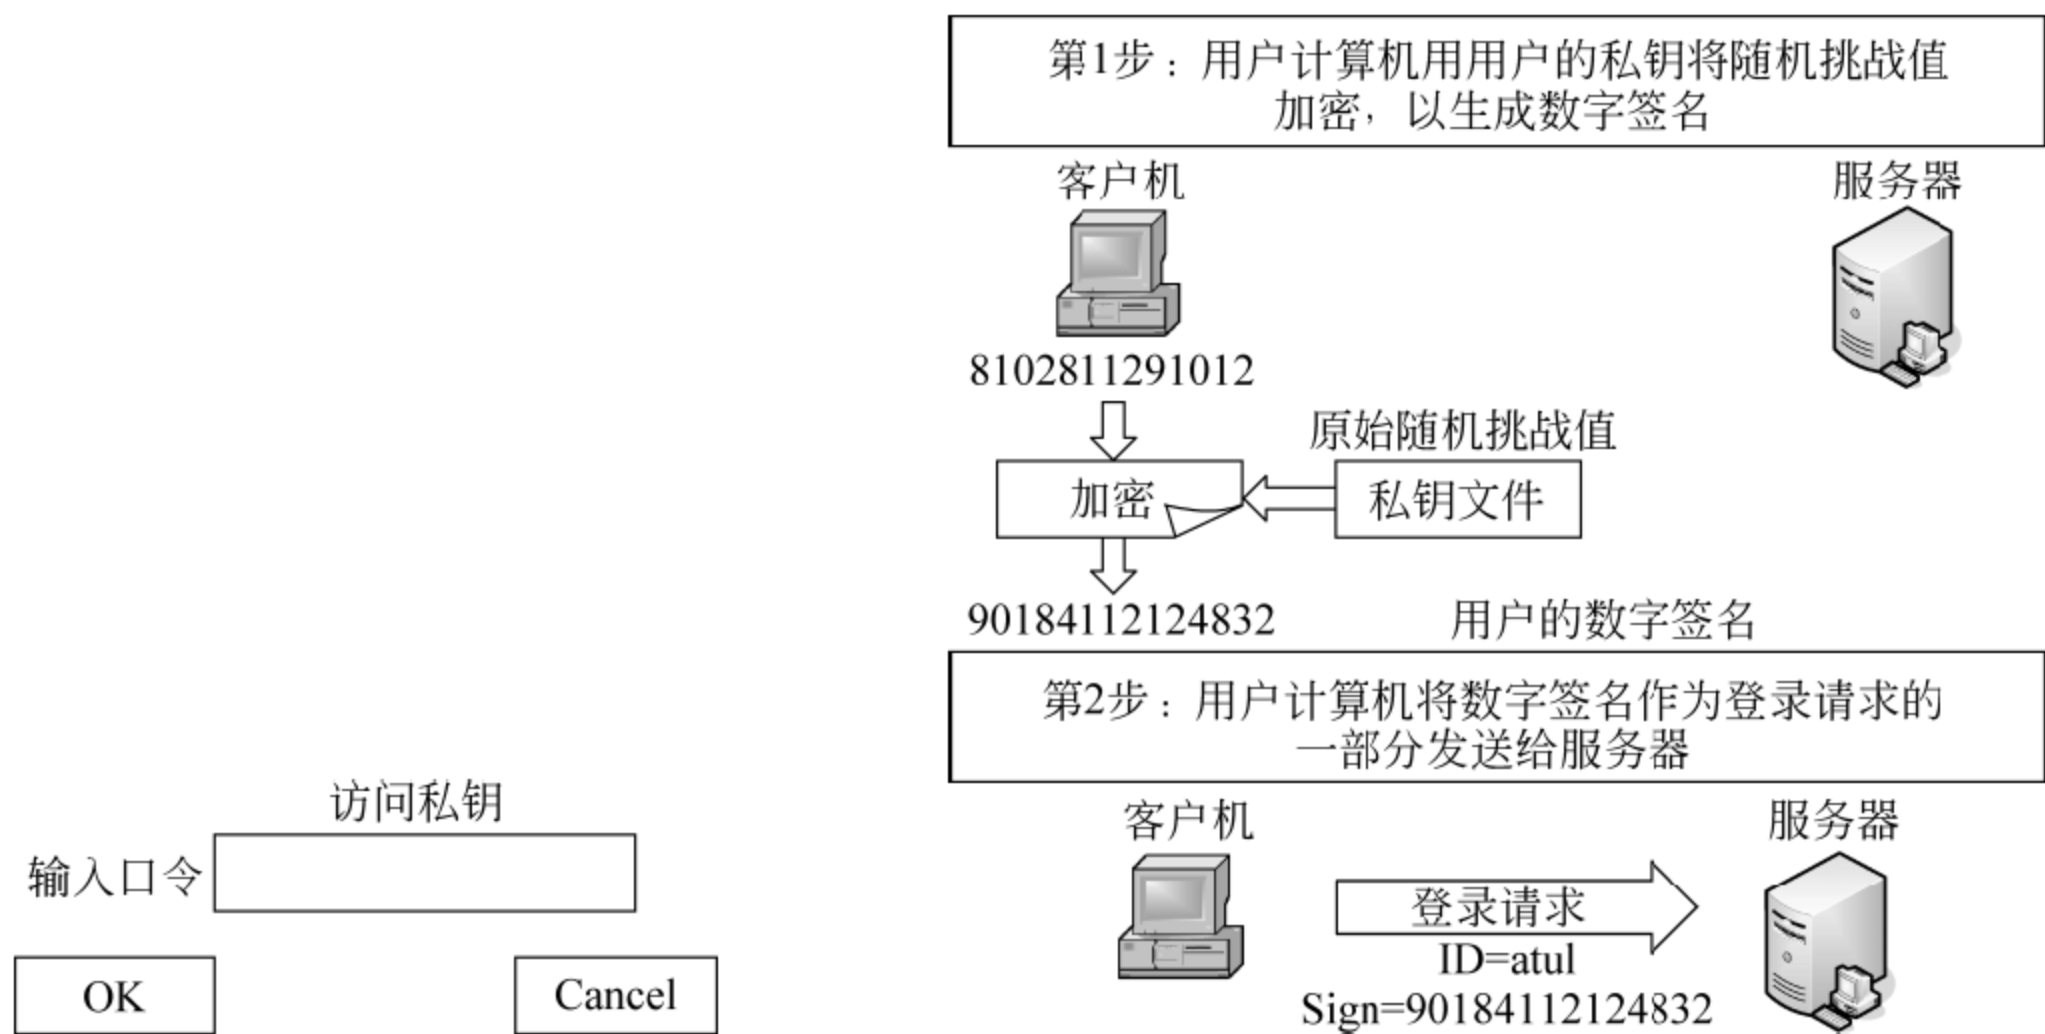 访问私钥
输入口令
OK
Cancel
第1步：用户计算机用用户的私钥将随机挑战值
加密，以生成数字签名
客户机
服务器
8102811291012
原始随机挑战值
加密
私钥文件
90184112124832
用户的数字签名
第2步：用户计算机将数字签名作为登录请求的
一部分发送给服务器
客户机
服务器
登录请求
ID=atul
Sign=90184112124832